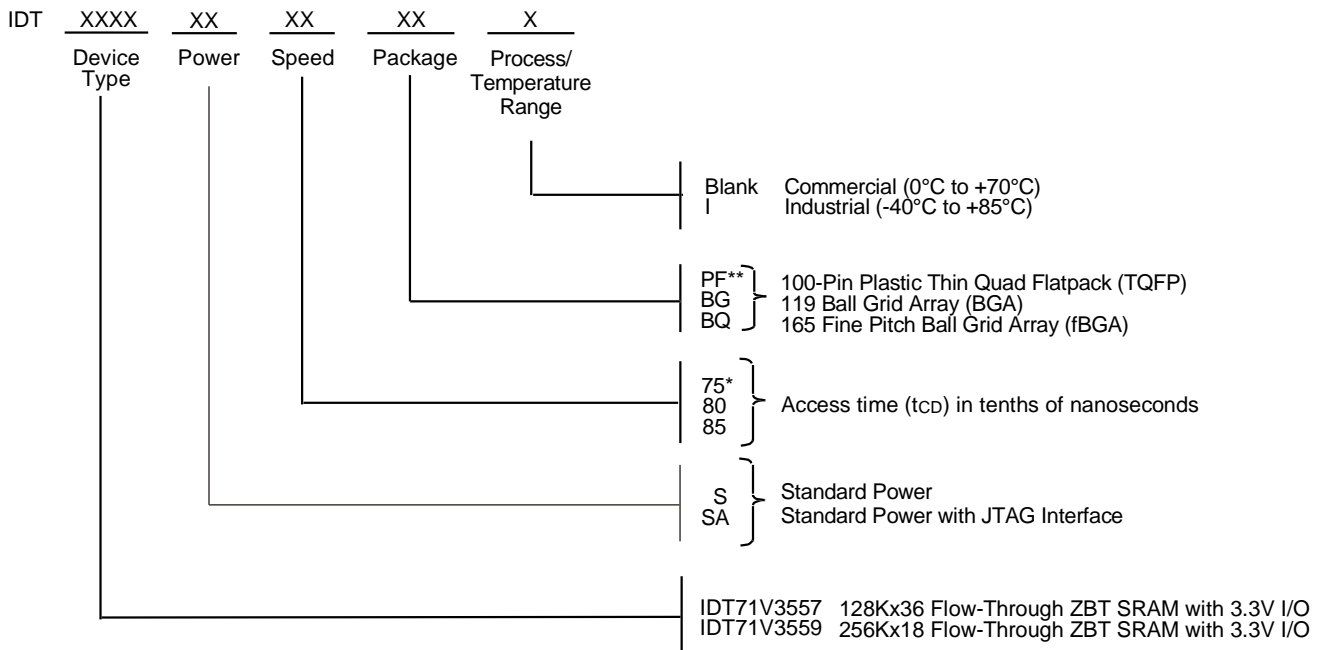 IDT XXXX XX XX XX X
Device Type Power Speed Package Process/ Temperature Range
Blank Commercial (0°C to +70°C)
I Industrial (-40°C to +85°C)
PF** 100-Pin Plastic Thin Quad Flatpack (TQFP)
BG 119 Ball Grid Array (BGA)
BQ 165 Fine Pitch Ball Grid Array (fBGA)
75*
80 Access time (tCD) in tenths of nanoseconds
85
S Standard Power
SA Standard Power with JTAG Interface
IDT71V3557 128Kx36 Flow-Through ZBT SRAM with 3.3V I/O
IDT71V3559 256Kx18 Flow-Through ZBT SRAM with 3.3V I/O